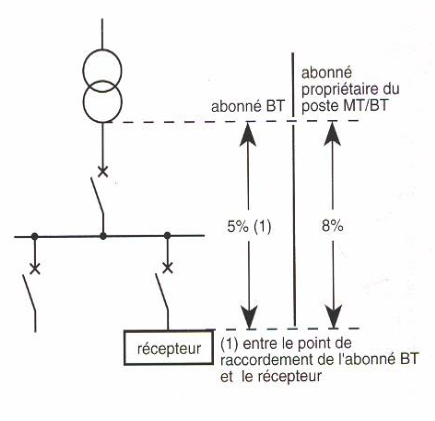 abonné BT
abonné
propriétaire du
poste MT/BT
5% (1)
8%
récepteur
(1) entre le point de
raccordement de l'abonné BT
et le récepteur